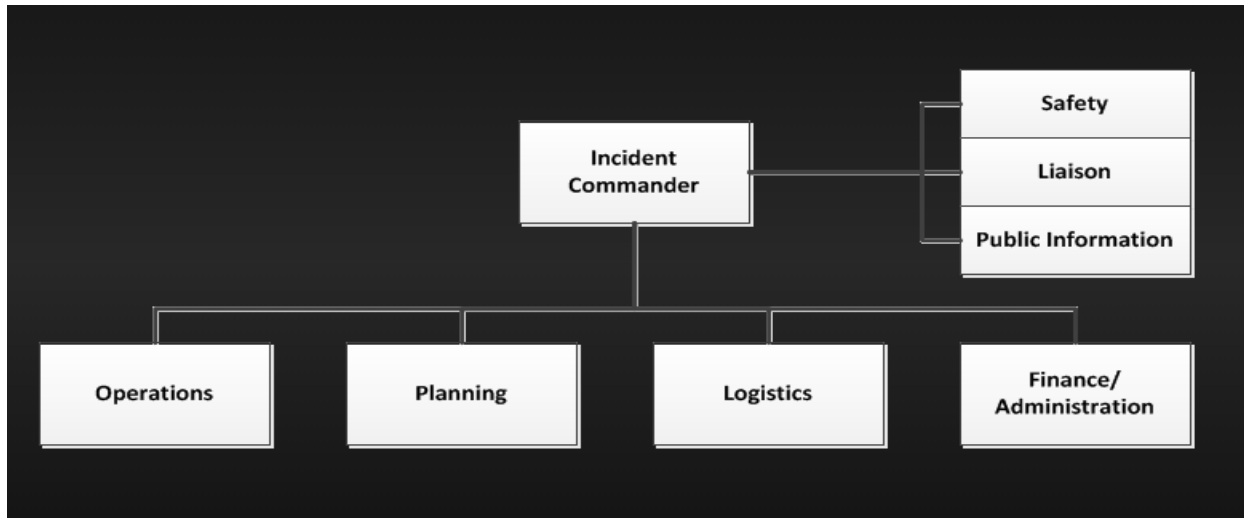 Incident
Commander
Safety
Liaison
Public Information
Operations
Planning
Logistics
Finance/
Administration